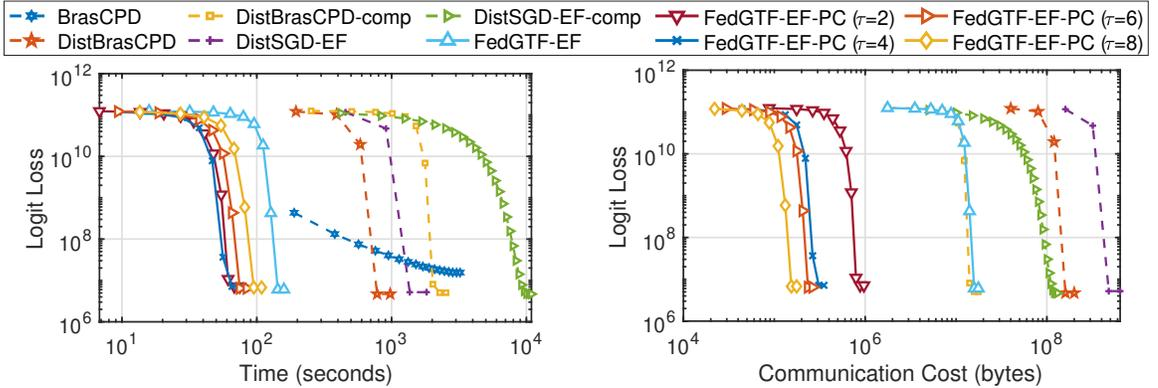 BrasCPD DistBrasCPD-comp DistSGD-EF-comp FedGTF-EF-PC (τ=2) FedGTF-EF-PC (τ=6)
DistBrasCPD DistSGD-EF FedGTF-EF FedGTF-EF-PC (τ=4) FedGTF-EF-PC (τ=8)
Logit Loss
10^12
10^10
10^8
10^6
10^1 10^2 10^3 10^4
Time (seconds)
Logit Loss
10^12
10^10
10^8
10^6
10^4 10^6 10^8
Communication Cost (bytes)